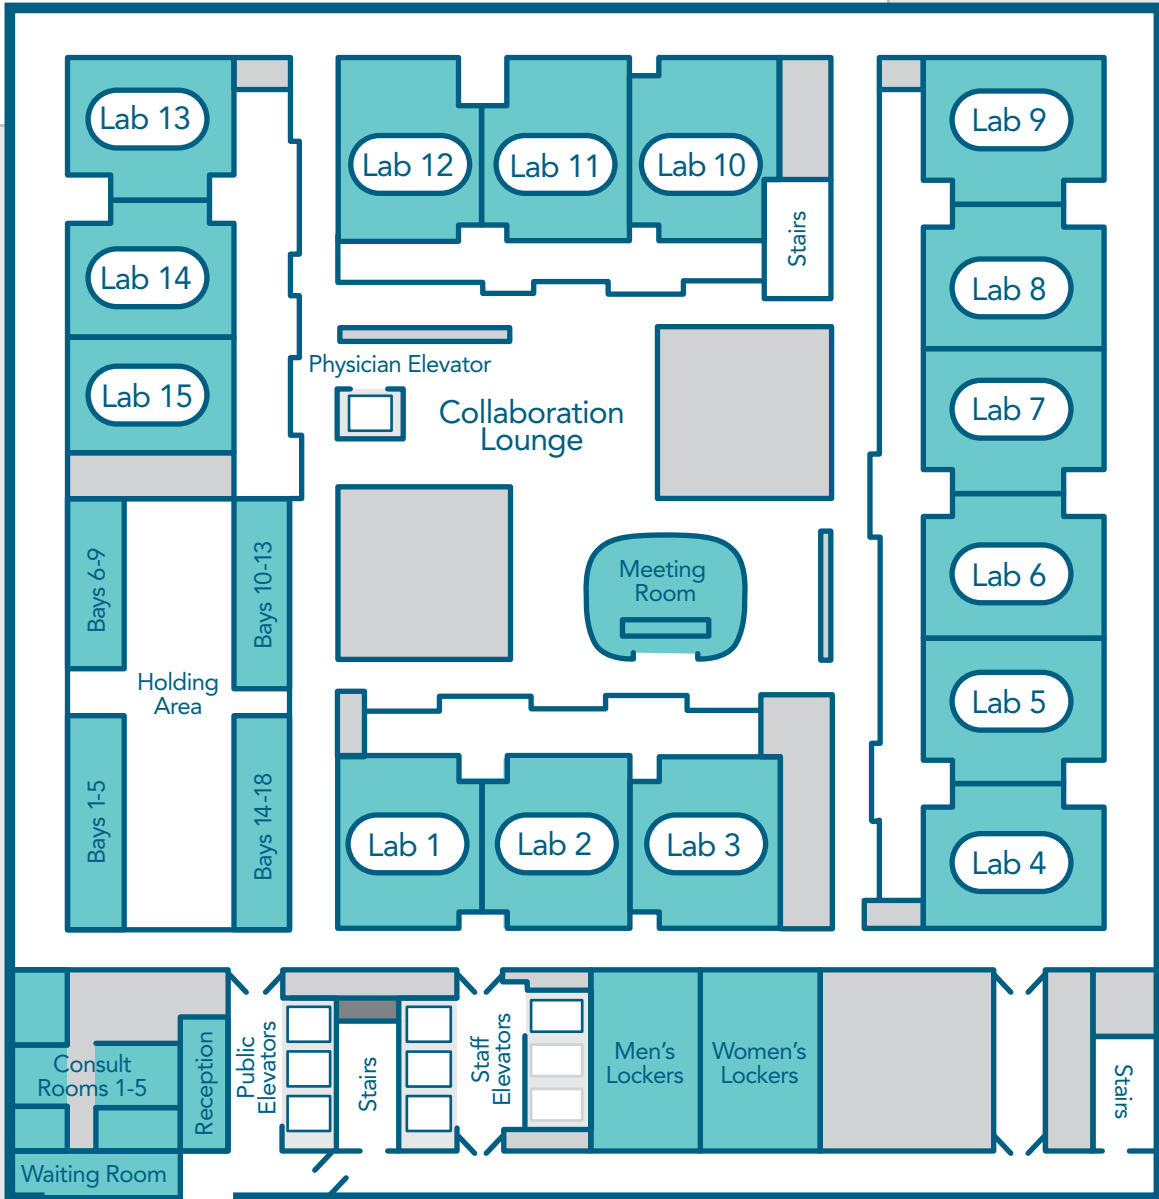 Lab 13
Lab 12
Lab 11
Lab 10
Lab 9
Stairs
Lab 14
Lab 8
Physician Elevator
Lab 15
Collaboration
Lounge
Lab 7
Bays 6-9
Bays 10-13
Meeting
Room
Lab 6
Holding
Area
Lab 5
Bays 1-5
Bays 14-18
Lab 1
Lab 2
Lab 3
Lab 4
Consult
Rooms 1-5
Reception
Public
Elevators
Stairs
Staff
Elevators
Men's
Lockers
Women's
Lockers
Stairs
Waiting Room